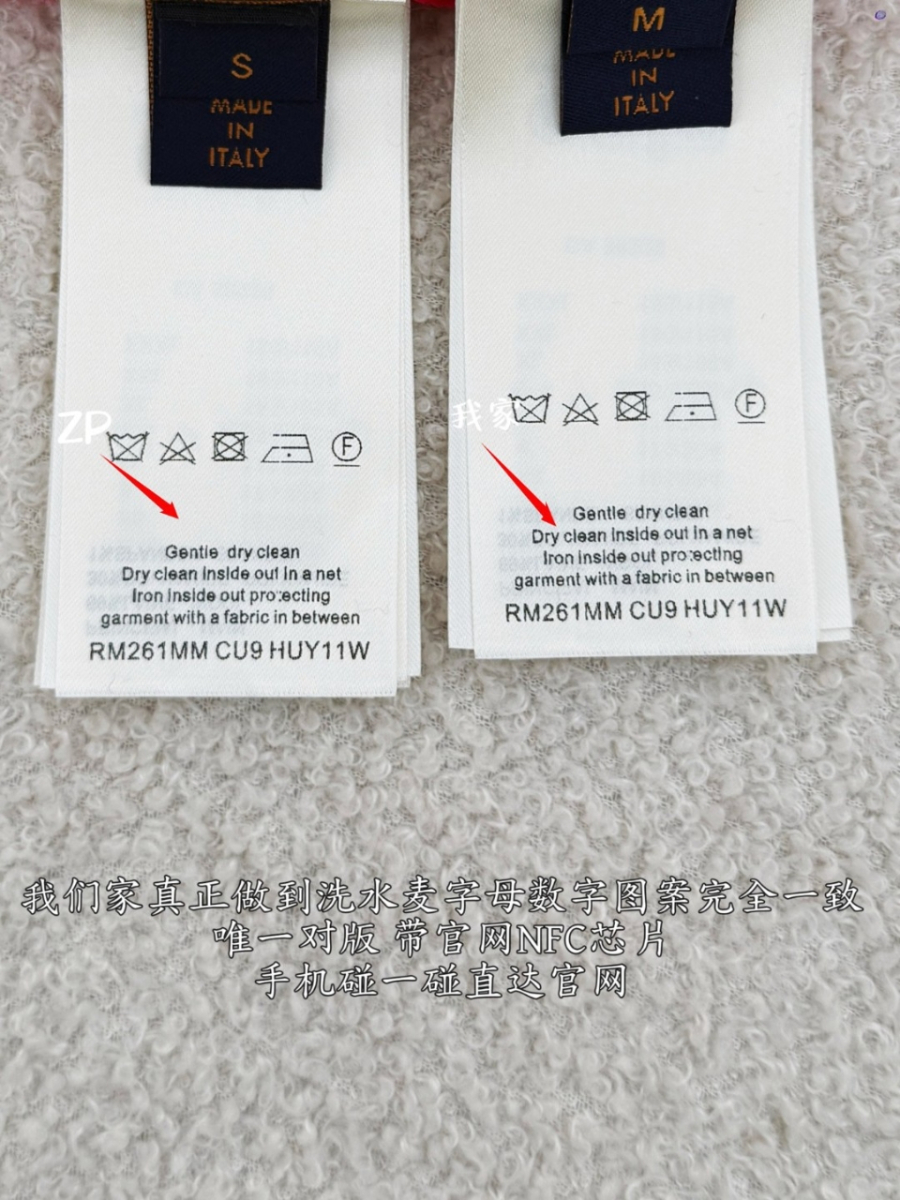 S
MADE
IN
ITALY
M
MADE
IN
ITALY
ZP
Gentle dry clean
Dry clean inside out in a net
Iron inside out pro:ecting
garment with a fabric in between
RM261MM CU9 HUY11W
我家
Gentle dry clean
Dry clean inside out in a net
Iron inside out pro:ecting
garment with a fabric in between
RM261MM CU9 HUY11W
我们家真正做到洗水麦字母数字图案完全一致
唯一对版 带官网NFC芯片
手机碰一碰直达官网